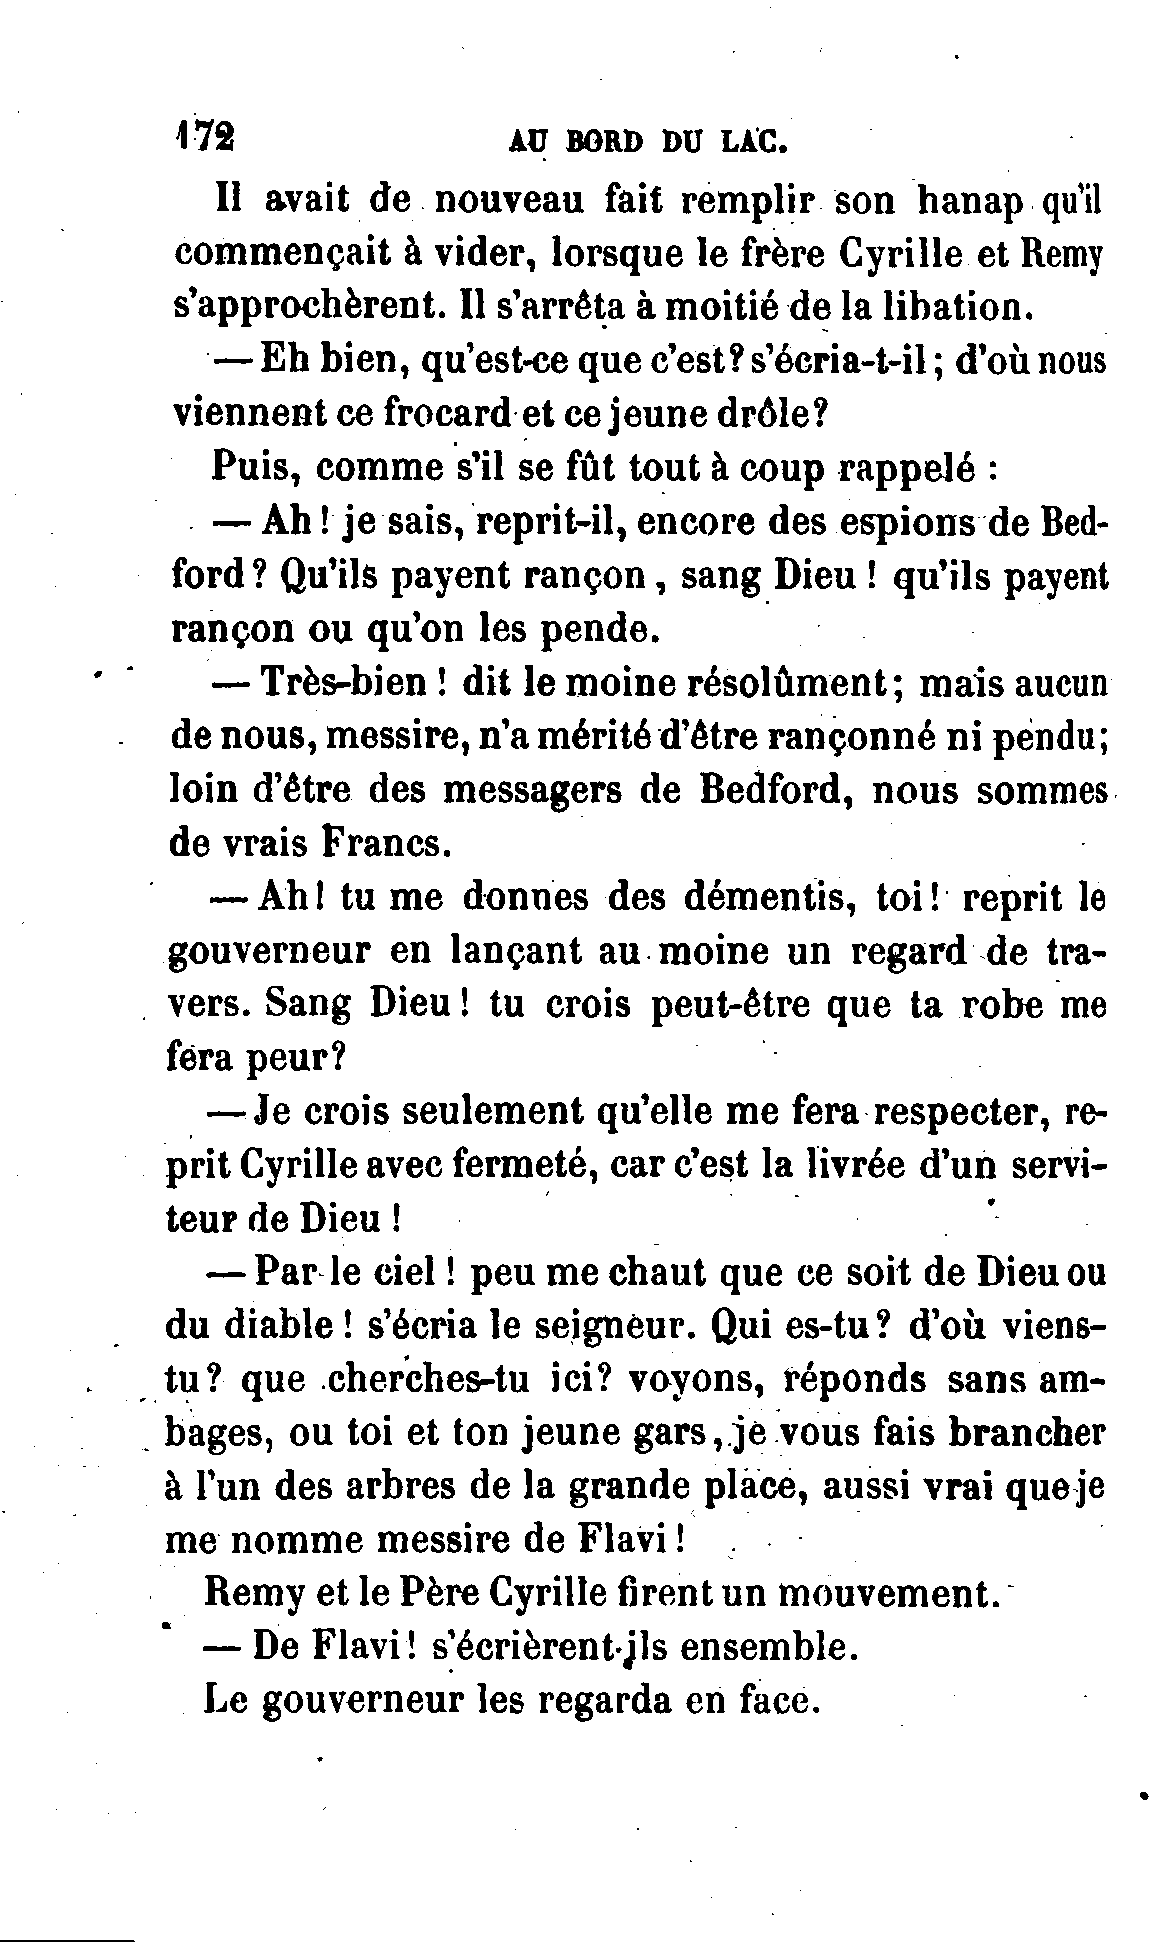 172 AU BORD DU LAC.
Il avait de nouveau fait remplir son hanap qu'il
commençait à vider, lorsque le frère Cyrille et Remy
s'approchèrent. Il s'arrêta à moitié de la libation.
— Eh bien, qu'est-ce que c'est? s'écria-t-il; d'où nous
viennent ce frocard et ce jeune drôle?
Puis, comme s'il se fût tout à coup rappelé :
— Ah! je sais, reprit-il, encore des espions de Bed-
ford? Qu'ils payent rançon, sang Dieu! qu'ils payent
rançon ou qu'on les pende.
— Très-bien! dit le moine résolûment; mais aucun
de nous, messire, n'a mérité d'être rançonné ni pendu;
loin d'être des messagers de Bedford, nous sommes
de vrais Francs.
— Ah! tu me donnes des démentis, toi! reprit le
gouverneur en lançant au moine un regard de tra-
vers. Sang Dieu! tu crois peut-être que ta robe me
fera peur?
— Je crois seulement qu'elle me fera respecter, re-
prit Cyrille avec fermeté, car c'est la livrée d'un servi-
teur de Dieu!
— Par le ciel! peu me chaut que ce soit de Dieu ou
du diable! s'écria le seigneur. Qui es-tu? d'où viens-
tu? que cherches-tu ici? voyons, réponds sans am-
bages, ou toi et ton jeune gars, je vous fais brancher
à l'un des arbres de la grande place, aussi vrai que je
me nomme messire de Flavi!
Remy et le Père Cyrille firent un mouvement.
— De Flavi! s'écrièrent-ils ensemble.
Le gouverneur les regarda en face.